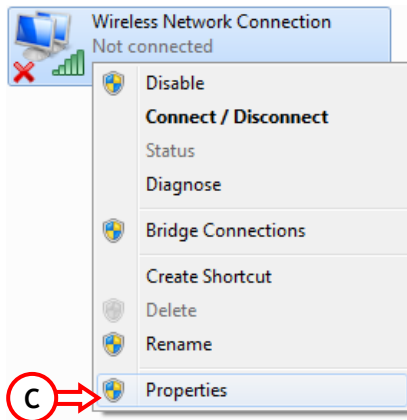 Wireless Network Connection
Not connected
Disable
Connect / Disconnect
Status
Diagnose
Bridge Connections
Create Shortcut
Delete
Rename
C Properties